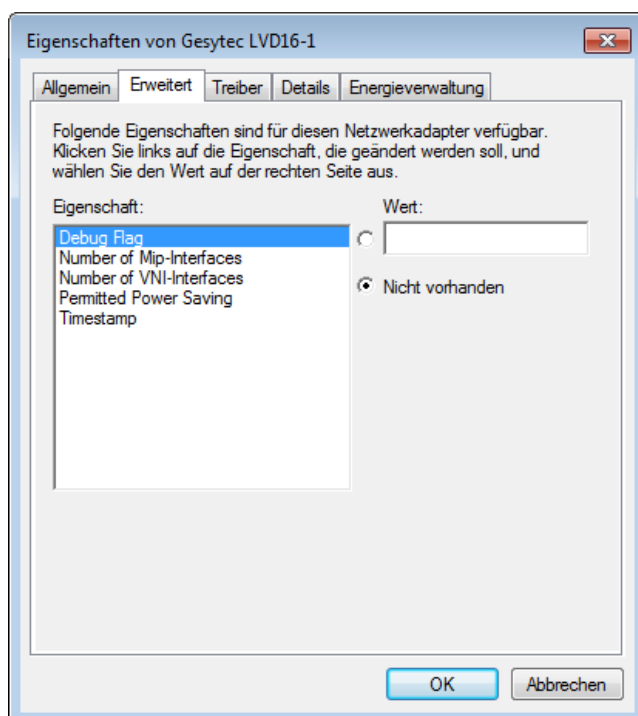 Eigenschaften von Gesytec LVD16-1
Allgemein Erweitert Treiber Details Energieverwaltung
Folgende Eigenschaften sind für diesen Netzwerkadapter verfügbar.
Klicken Sie links auf die Eigenschaft, die geändert werden soll, und
wählen Sie den Wert auf der rechten Seite aus.
Eigenschaft: Wert:
Debug Flag
Number of Mip-Interfaces
Number of VNI-Interfaces
Permitted Power Saving
Timestamp
Nicht vorhanden
OK Abbrechen